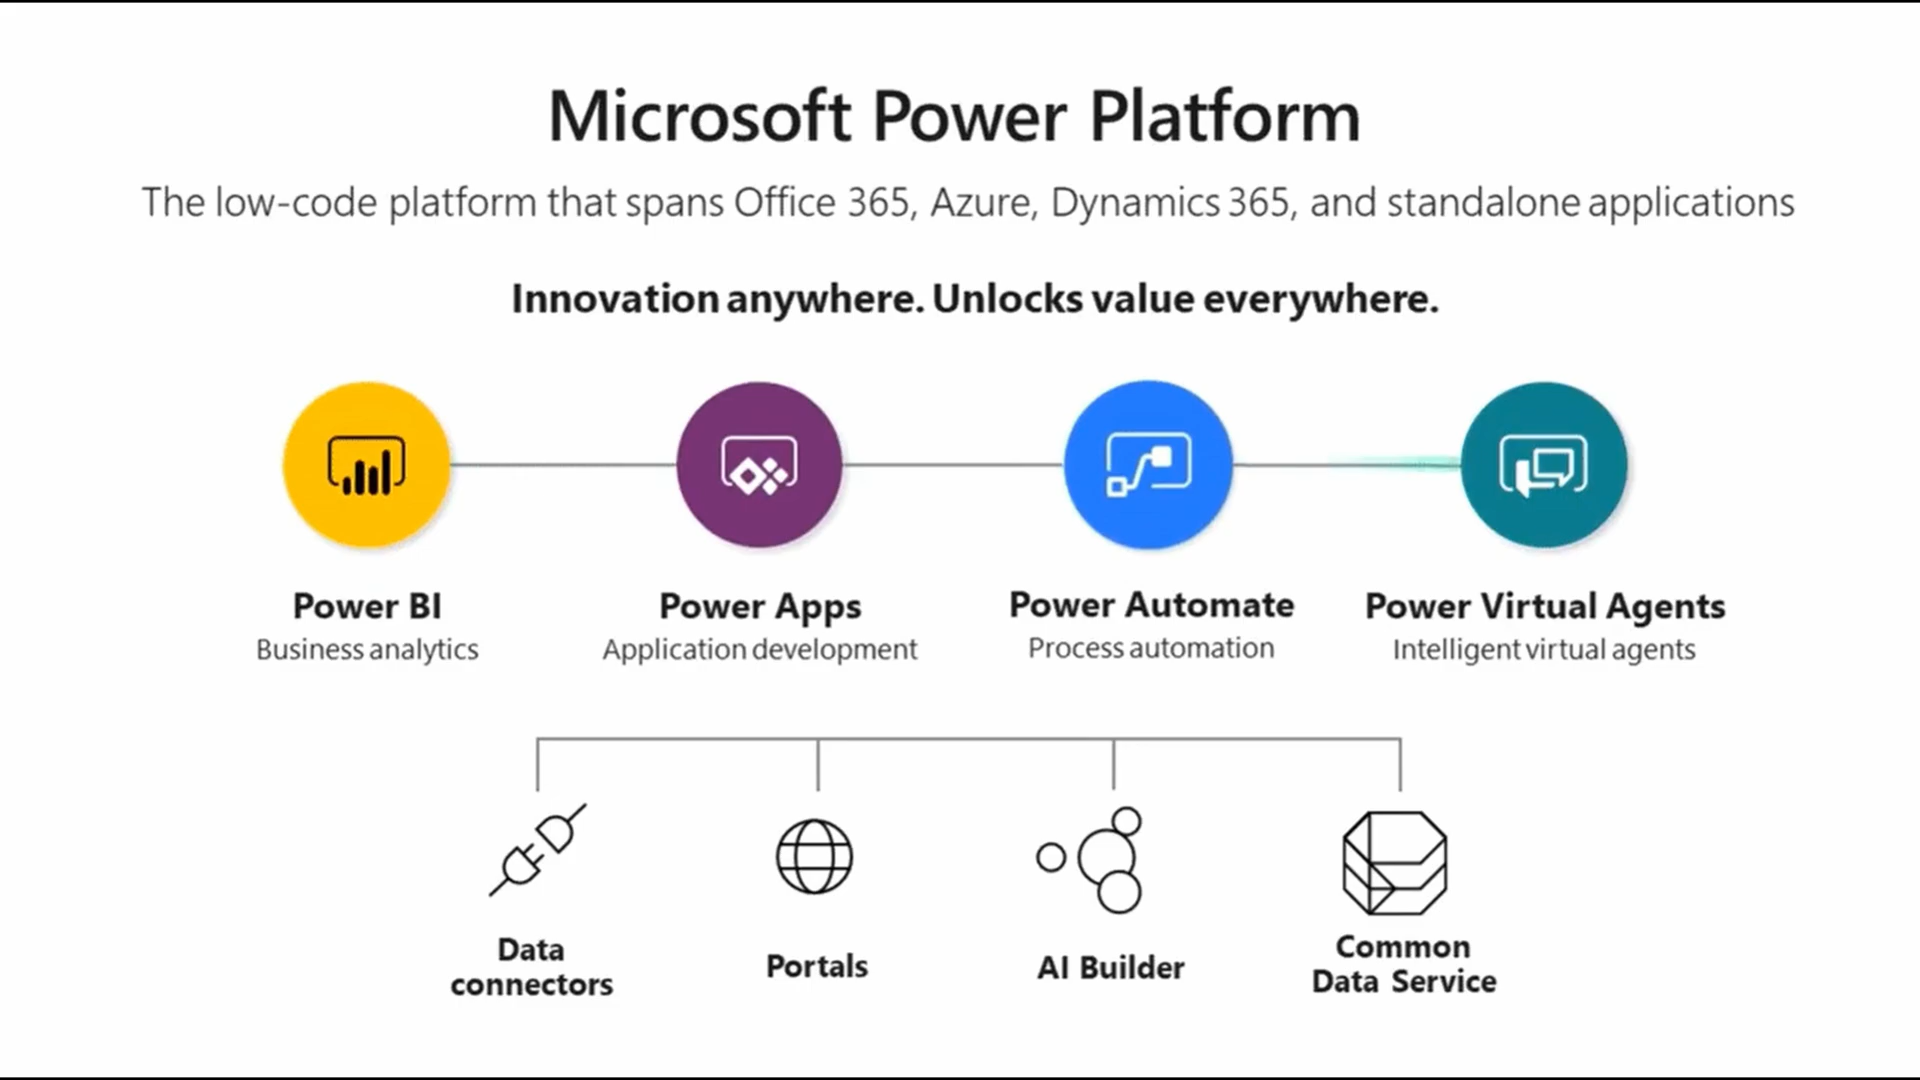 Microsoft Power Platform
The low-code platform that spans Office 365, Azure, Dynamics 365, and standalone applications
Innovation anywhere. Unlocks value everywhere.
Power BI
Business analytics
Power Apps
Application development
Power Automate
Process automation
Power Virtual Agents
Intelligent virtual agents
Data
connectors
Portals
AI Builder
Common
Data Service